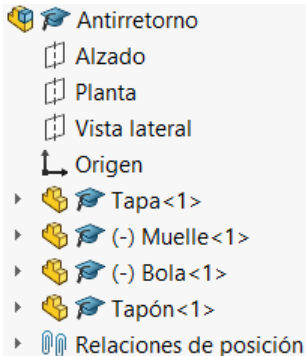 Antirretorno
Alzado
Planta
Vista lateral
Origen
Tapa<1>
(-) Muelle<1>
(-) Bola<1>
Tapón<1>
Relaciones de posición